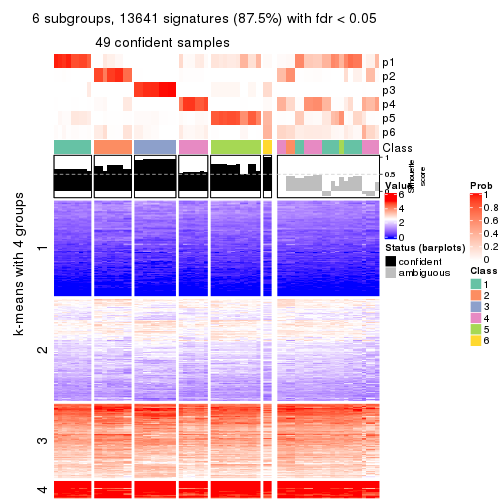 6 subgroups, 13641 signatures (87.5%) with fdr < 0.05
49 confident samples
p1
p2
p3
p4
p5
p6
Class
1
0.5
0
Silhouette
score
k-means with 4 groups
1
2
3
4
Value
6
4
2
0
Status (barplots)
confident
ambiguous
Prob
1
0.8
0.6
0.4
0.2
0
Class
1
2
3
4
5
6